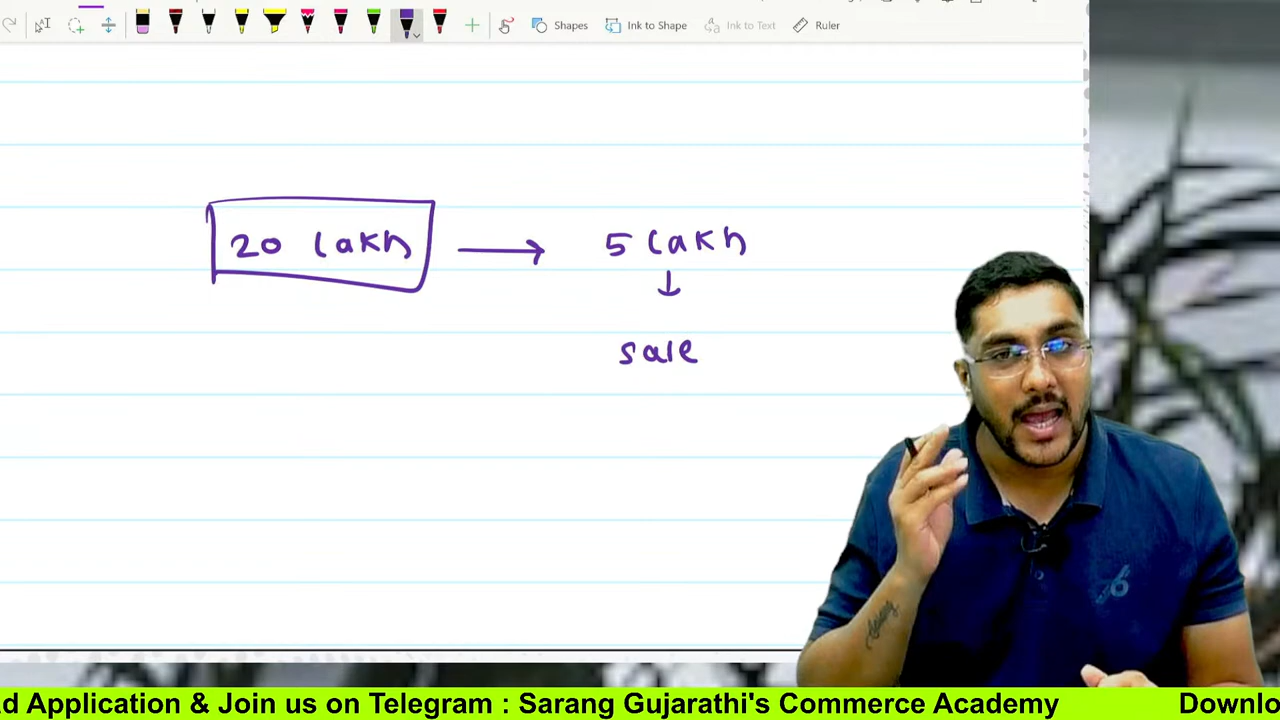 Shapes Ink to Shape Ink to Text Ruler
20 Lakh → 5 Lakh
↓
sale
d Application & Join us on Telegram : Sarang Gujarathi's Commerce Academy Downlo